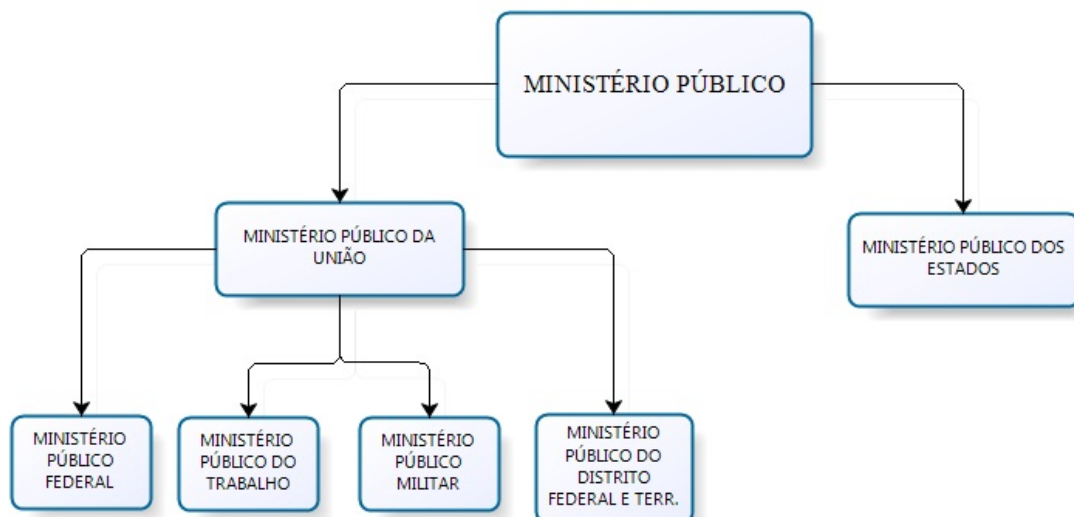 MINISTÉRIO PÚBLICO
MINISTÉRIO PÚBLICO DA
UNIÃO
MINISTÉRIO PÚBLICO DOS
ESTADOS
MINISTÉRIO
PÚBLICO
FEDERAL
MINISTÉRIO
PÚBLICO DO
TRABALHO
MINISTÉRIO
PÚBLICO
MILITAR
MINISTÉRIO
PÚBLICO DO
DISTRITO
FEDERAL E TERR.